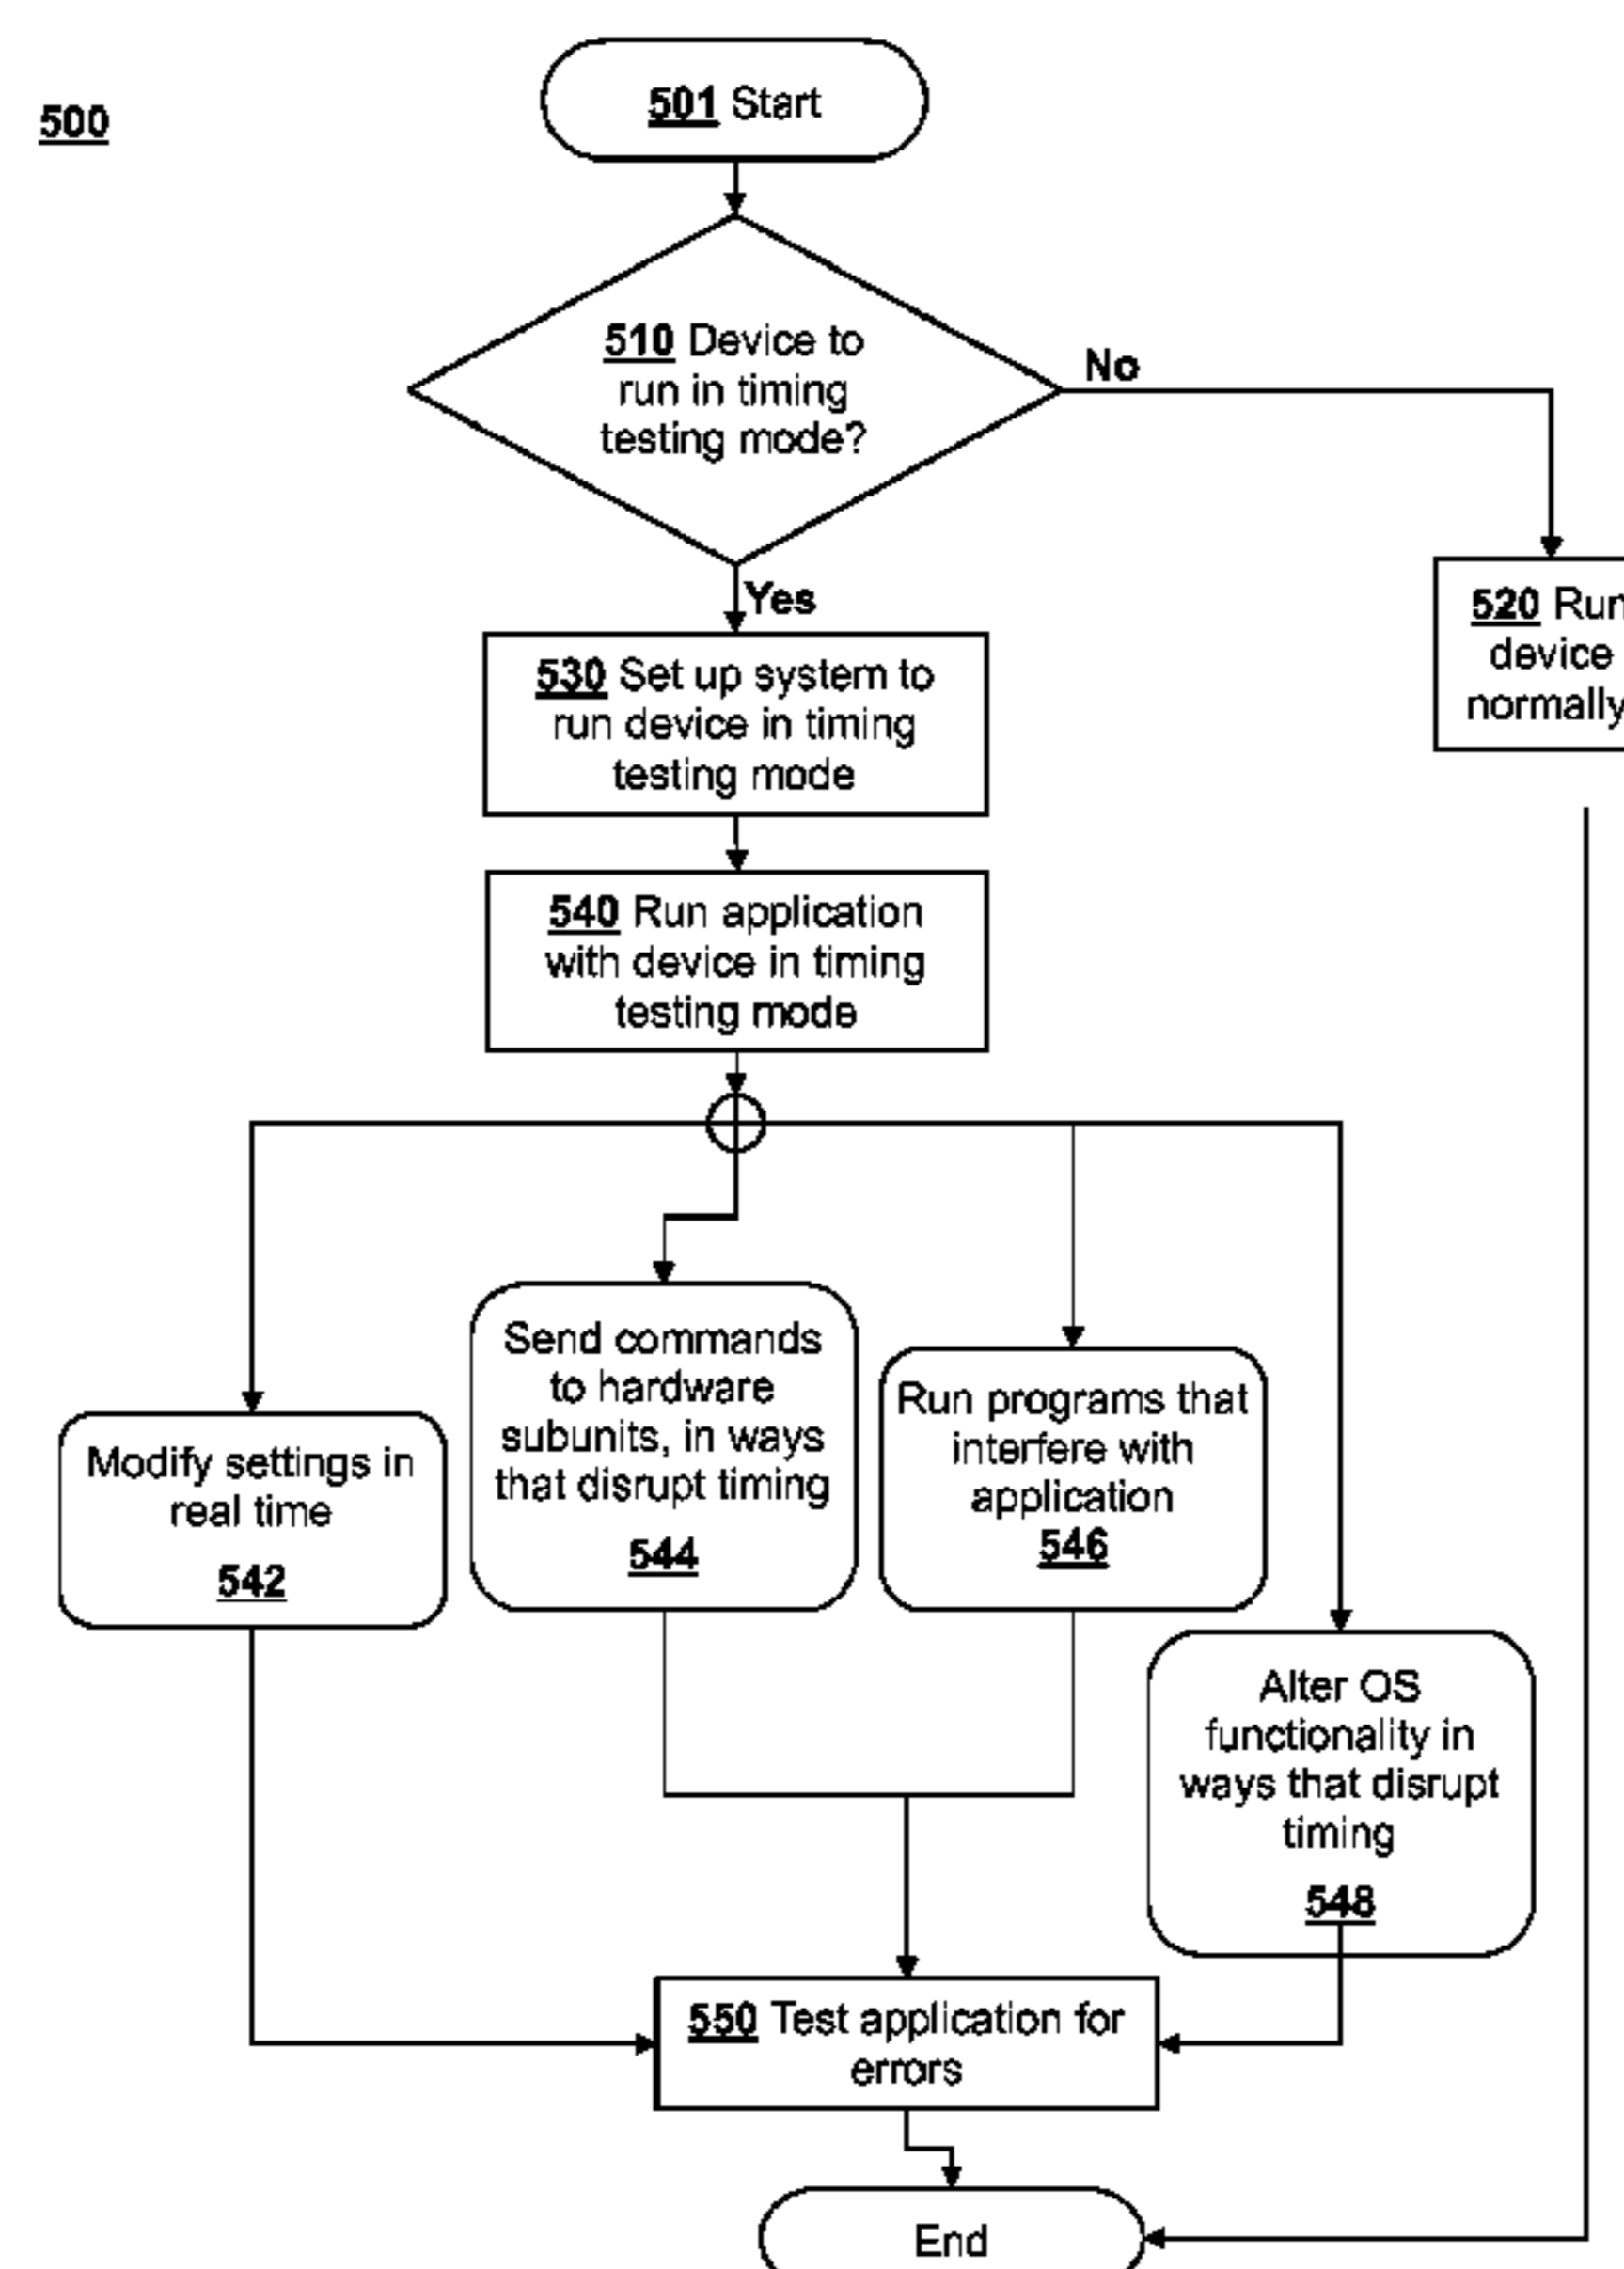 500
501 Start
510 Device to
run in timing
testing mode?
No
Yes
520 Run
device
normally
530 Set up system to
run device in timing
testing mode
540 Run application
with device in timing
testing mode
Modify settings in
real time
542
Send commands
to hardware
subunits, in ways
that disrupt timing
544
Run programs that
interfere with
application
546
Alter OS
functionality in
ways that disrupt
timing
548
550 Test application for
errors
End